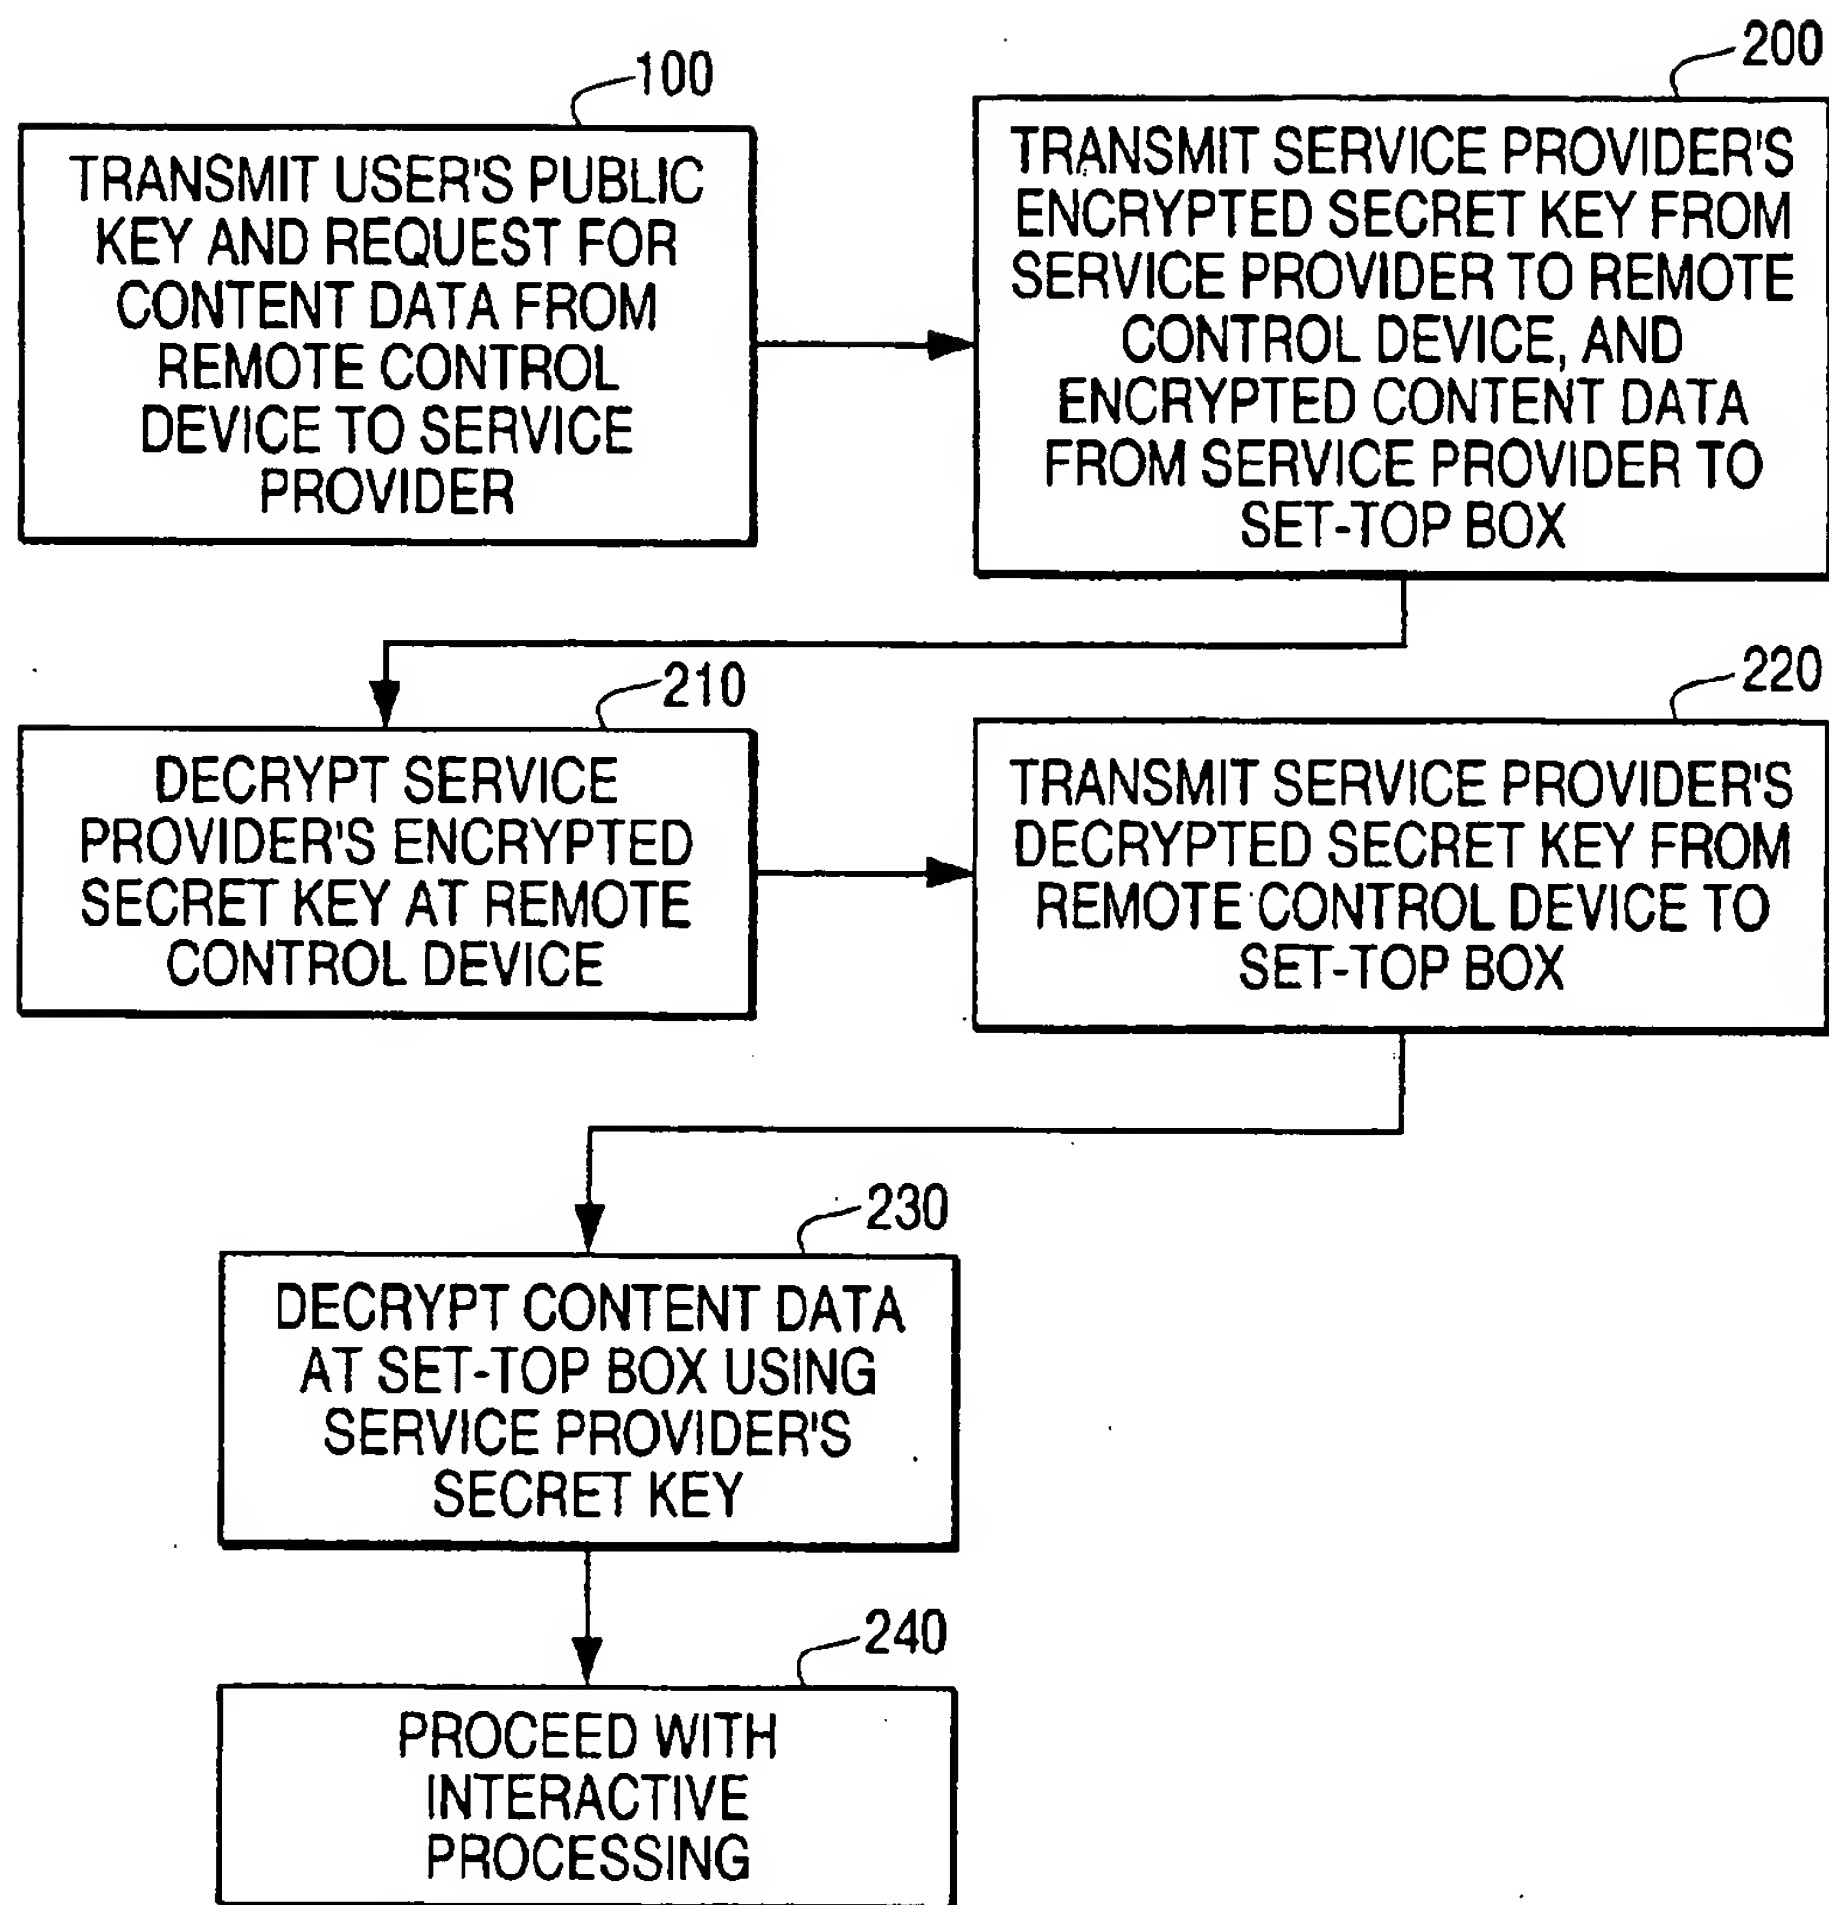 100
TRANSMIT USER'S PUBLIC
KEY AND REQUEST FOR
CONTENT DATA FROM
REMOTE CONTROL
DEVICE TO SERVICE
PROVIDER
200
TRANSMIT SERVICE PROVIDER'S
ENCRYPTED SECRET KEY FROM
SERVICE PROVIDER TO REMOTE
CONTROL DEVICE, AND
ENCRYPTED CONTENT DATA
FROM SERVICE PROVIDER TO
SET-TOP BOX
210
DECRYPT SERVICE
PROVIDER'S ENCRYPTED
SECRET KEY AT REMOTE
CONTROL DEVICE
220
TRANSMIT SERVICE PROVIDER'S
DECRYPTED SECRET KEY FROM
REMOTE CONTROL DEVICE TO
SET-TOP BOX
230
DECRYPT CONTENT DATA
AT SET-TOP BOX USING
SERVICE PROVIDER'S
SECRET KEY
240
PROCEED WITH
INTERACTIVE
PROCESSING